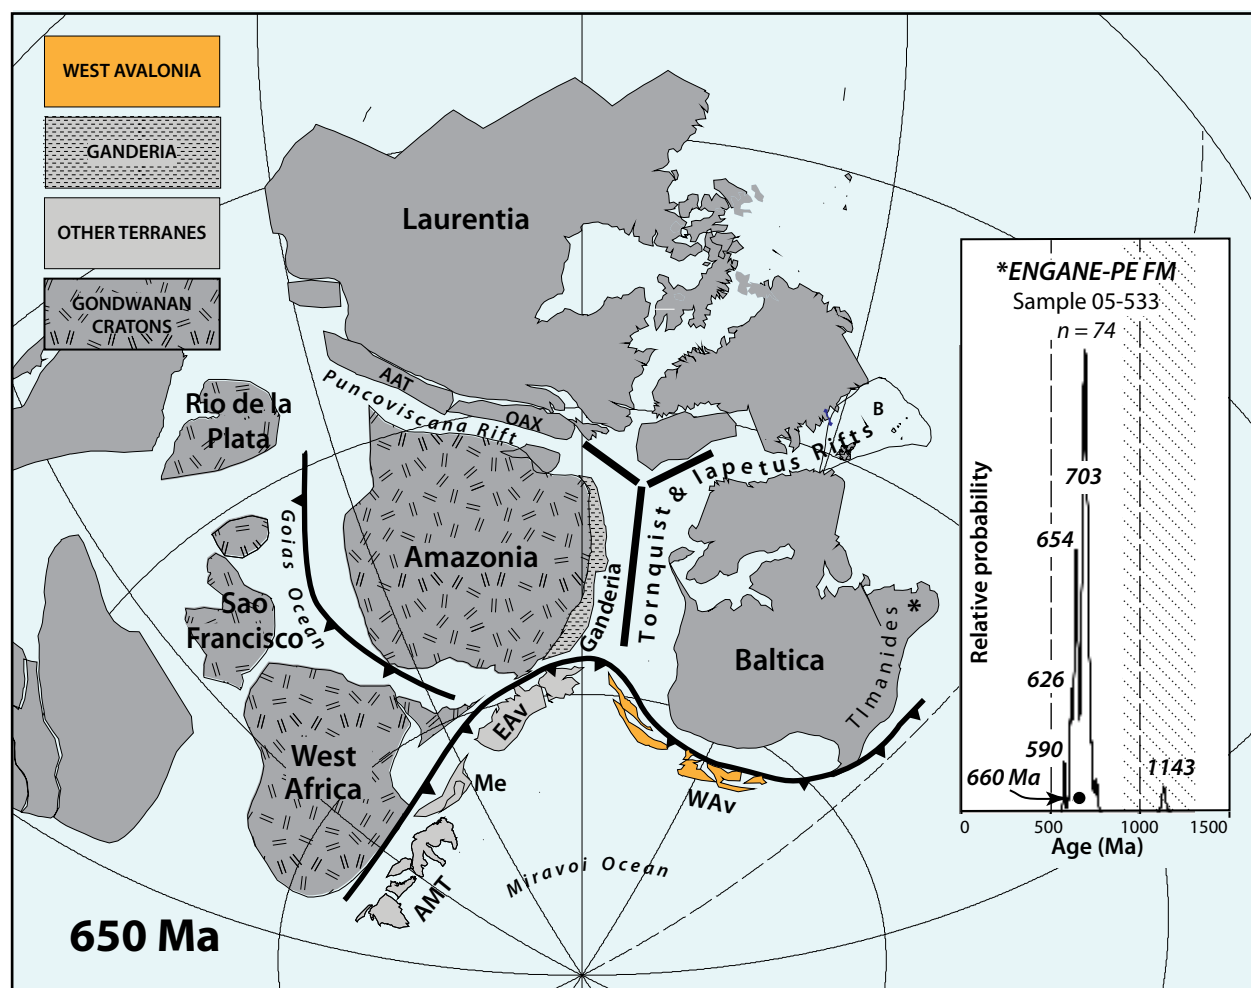 WEST AVALONIA
GANDERIA
OTHER TERRANES
GONDWANAN
CRATONS
Laurentia
AAT
OAX
Puncoviscana Rift
B
Rio de la
Plata
Goias Ocean
Amazonia
Ganderia
Tornquist & Iapetus Rifts
Sao
Francisco
Baltica
TImanides
*
West
Africa
EAv
Me
AMT
WAv
Miravoi Ocean
650 Ma
*ENGANE-PE FM
Sample 05-533
n = 74
703
654
626
590
660 Ma
1143
Relative probability
0
500
1000
1500
Age (Ma)